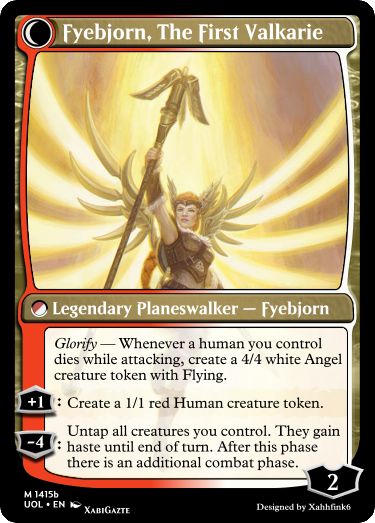 Fyebjorn, The First Valkarie
Legendary Planeswalker — Fyebjorn
Glorify — Whenever a human you control
dies while attacking, create a 4/4 white Angel
creature token with Flying.
+1: Create a 1/1 red Human creature token.
Untap all creatures you control. They gain
-4: haste until end of turn. After this phase
there is an additional combat phase.
2
M 1415b
UOL • EN XabiGazte
Designed by Xahhfink6